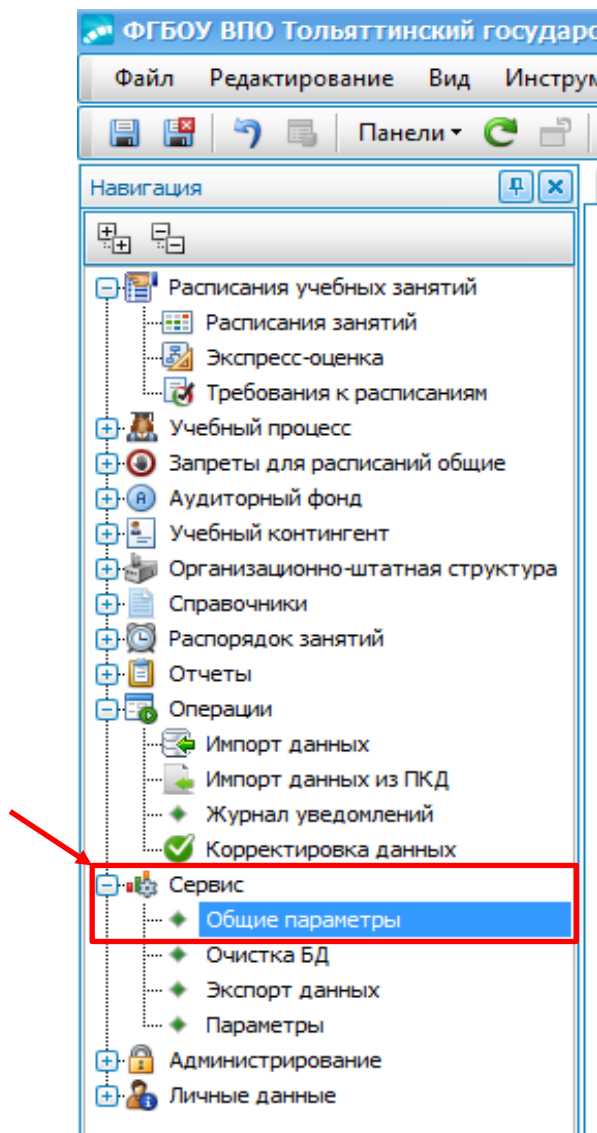 ФГБОУ ВПО Тольяттинский
Файл Редактирование Вид
Панели
Навигация
Расписания учебных занятий
Расписания занятий
Экспресс-оценка
Требования к расписаниям
Учебный процесс
Запреты для расписаний общие
Аудиторный фонд
Учебный контингент
Организационно-штатная структура
Справочники
Распорядок занятий
Отчеты
Операции
Импорт данных
Импорт данных из ПКД
Журнал уведомлений
Корректировка данных
Сервис
Общие параметры
Очистка БД
Экспорт данных
Параметры
Администрирование
Личные данные